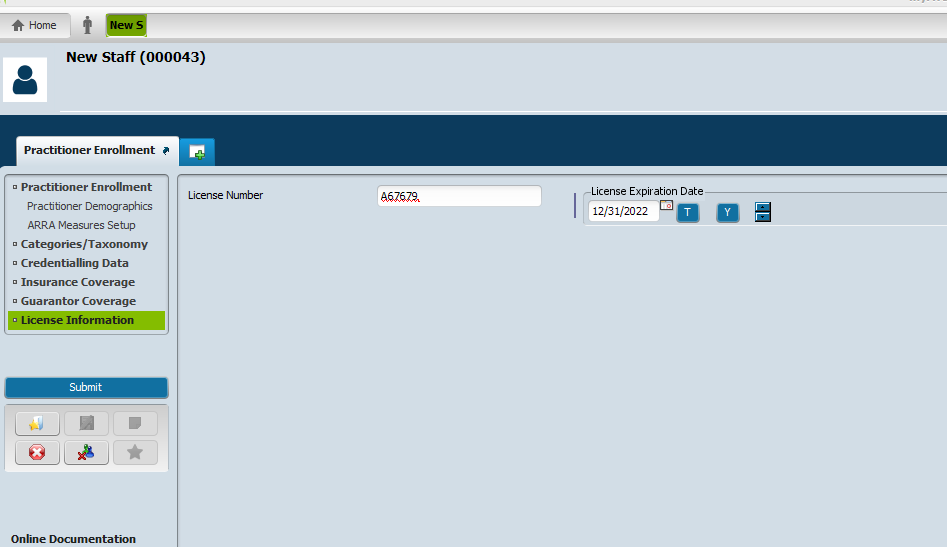 Home
New S
New Staff (000043)
Practitioner Enrollment
Practitioner Enrollment
Practitioner Demographics
ARRA Measures Setup
Categories/Taxonomy
Credentialling Data
Insurance Coverage
Guarantor Coverage
License Information
License Number
A67679.
License Expiration Date
12/31/2022
T
Y
Submit
Online Documentation